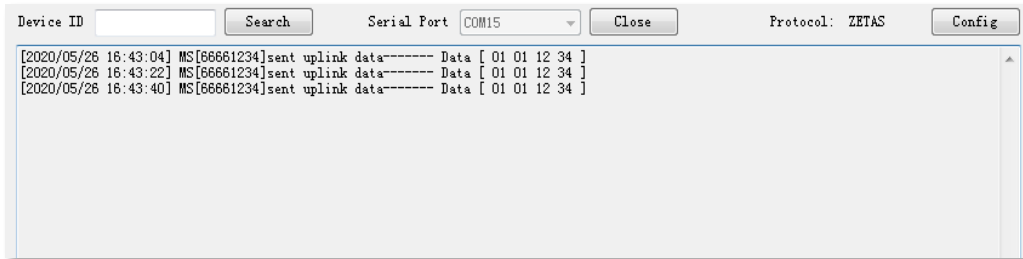 Device ID Search Serial Port COM15 Close Protocol: ZETAS Config
[2020/05/26 16:43:04] MS[66661234]sent uplink data------- Data [ 01 01 12 34 ]
[2020/05/26 16:43:22] MS[66661234]sent uplink data------- Data [ 01 01 12 34 ]
[2020/05/26 16:43:40] MS[66661234]sent uplink data------- Data [ 01 01 12 34 ]